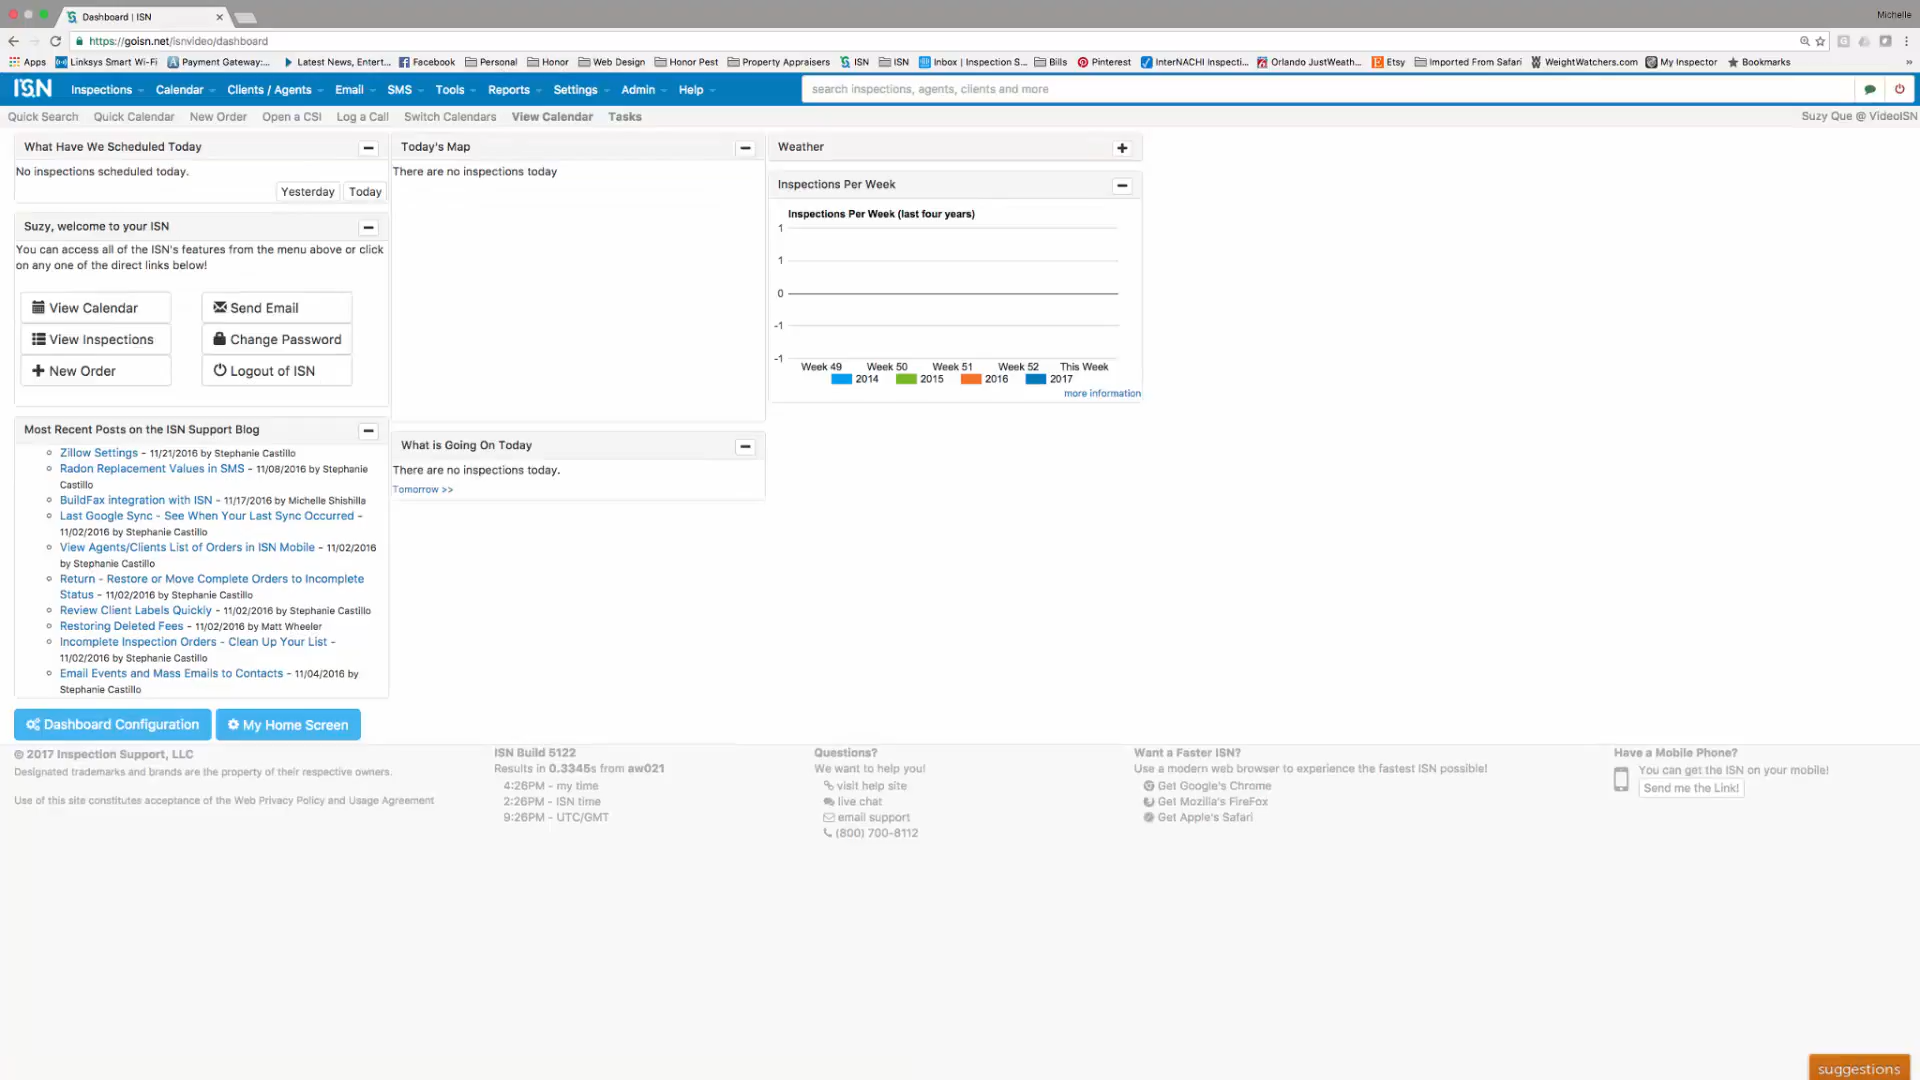 Dashboard | ISN
Michelle
https://goisn.net/isnvideo/dashboard
Apps Linksys Smart Wi-Fi Payment Gateway:... Latest News, Entert... Facebook Personal Honor Web Design Honor Pest Property Appraisers ISN ISN Inbox | Inspection S... Bills Pinterest InterNACHI Inspecti... Orlando JustWeath... Etsy Imported From Safari WeightWatchers.com My Inspector Bookmarks
ISN Inspections Calendar Clients / Agents Email SMS Tools Reports Settings Admin Help search inspections, agents, clients and more
Quick Search Quick Calendar New Order Open a CSI Log a Call Switch Calendars View Calendar Tasks Suzy Que @ VideoISN
What Have We Scheduled Today
No inspections scheduled today.
Yesterday Today
Suzy, welcome to your ISN
You can access all of the ISN's features from the menu above or click
on any one of the direct links below!
View Calendar Send Email
View Inspections Change Password
New Order Logout of ISN
Most Recent Posts on the ISN Support Blog
Zillow Settings - 11/21/2016 by Stephanie Castillo
Radon Replacement Values in SMS - 11/08/2016 by Stephanie
Castillo
BuildFax integration with ISN - 11/17/2016 by Michelle Shishilla
Last Google Sync - See When Your Last Sync Occurred -
11/02/2016 by Stephanie Castillo
View Agents/Clients List of Orders in ISN Mobile - 11/02/2016
by Stephanie Castillo
Return - Restore or Move Complete Orders to Incomplete
Status - 11/02/2016 by Stephanie Castillo
Review Client Labels Quickly - 11/02/2016 by Stephanie Castillo
Restoring Deleted Fees - 11/02/2016 by Matt Wheeler
Incomplete Inspection Orders - Clean Up Your List -
11/02/2016 by Stephanie Castillo
Email Events and Mass Emails to Contacts - 11/04/2016 by
Stephanie Castillo
Today's Map
There are no inspections today
What is Going On Today
There are no inspections today.
Tomorrow >>
Weather
Inspections Per Week
Inspections Per Week (last four years)
1
1
0
-1
-1
Week 49 Week 50 Week 51 Week 52 This Week
2014 2015 2016 2017
more information
Dashboard Configuration My Home Screen
© 2017 Inspection Support, LLC
Designated trademarks and brands are the property of their respective owners.
Use of this site constitutes acceptance of the Web Privacy Policy and Usage Agreement
ISN Build 5122
Results in 0.3345s from aw021
4:26PM - my time
2:26PM - ISN time
9:26PM - UTC/GMT
Questions?
We want to help you!
visit help site
live chat
email support
(800) 700-8112
Want a Faster ISN?
Use a modern web browser to experience the fastest ISN possible!
Get Google's Chrome
Get Mozilla's FireFox
Get Apple's Safari
Have a Mobile Phone?
You can get the ISN on your mobile!
Send me the Link!
suggestions